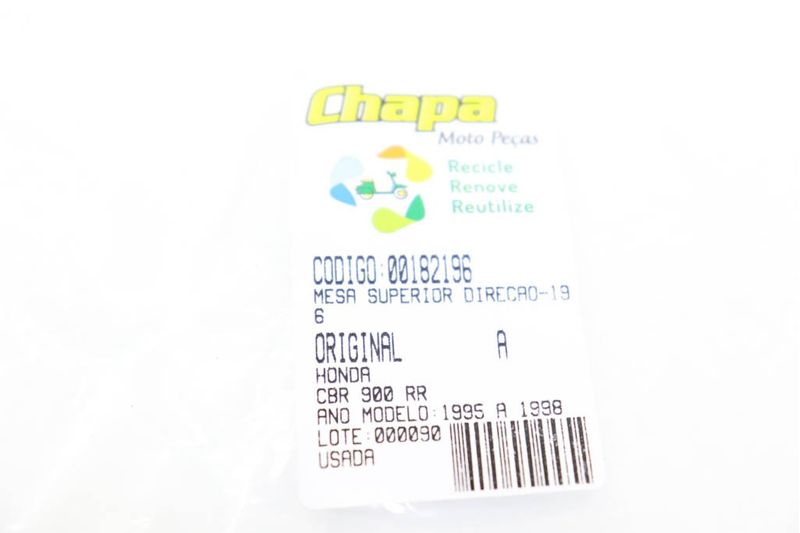 Chapa
Moto Peças
Recicle
Renove
Reutilize
CODIGO:00182196
MESA SUPERIOR DIRECAO-19
6
ORIGINAL A
HONDA
CBR 900 RR
ANO MODELO:1995 A 1998
LOTE:000090
USADA